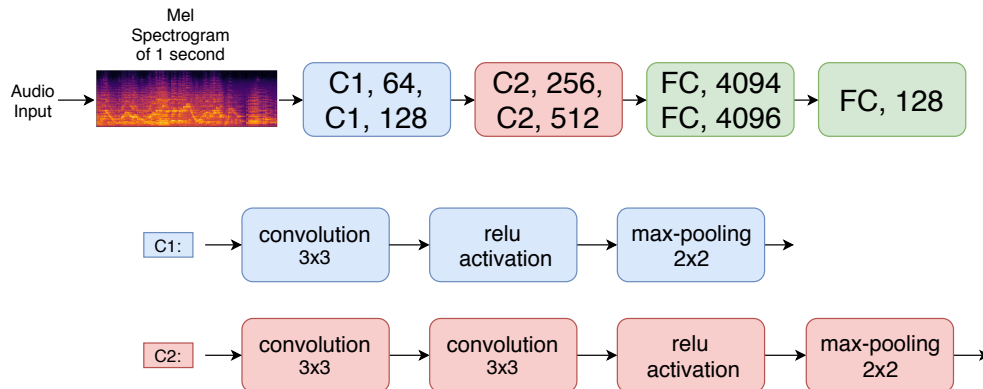 Mel
Spectrogram
of 1 second
Audio
Input
C1, 64,
C1, 128
C2, 256,
C2, 512
FC, 4094
FC, 4096
FC, 128
C1:
convolution
3x3
relu
activation
max-pooling
2x2
C2:
convolution
3x3
convolution
3x3
relu
activation
max-pooling
2x2